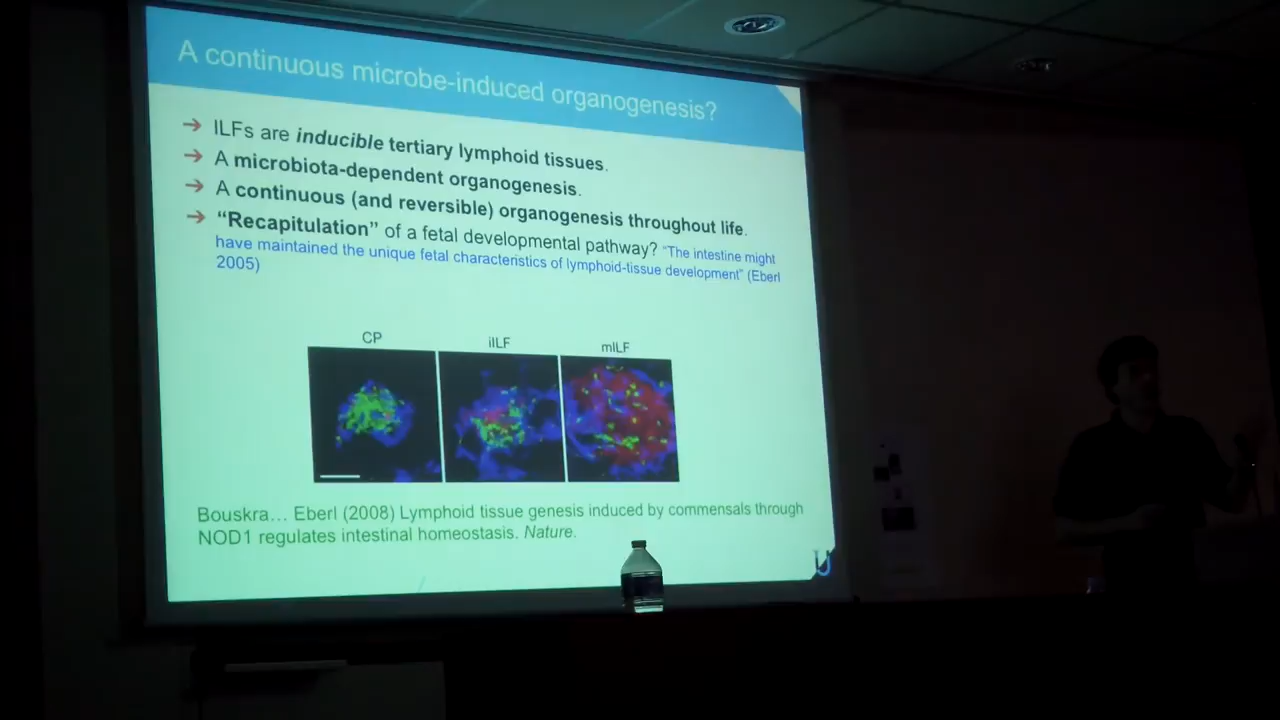 A continuous microbe-induced organogenesis?
→ ILFs are inducible tertiary lymphoid tissues.
→ A microbiota-dependent organogenesis.
→ A continuous (and reversible) organogenesis throughout life.
→ “Recapitulation” of a fetal developmental pathway? “The intestine might
have maintained the unique fetal characteristics of lymphoid-tissue development” (Eberl
2005)
CP iILF mILF
Bouskra... Eberl (2008) Lymphoid tissue genesis induced by commensals through
NOD1 regulates intestinal homeostasis. Nature.